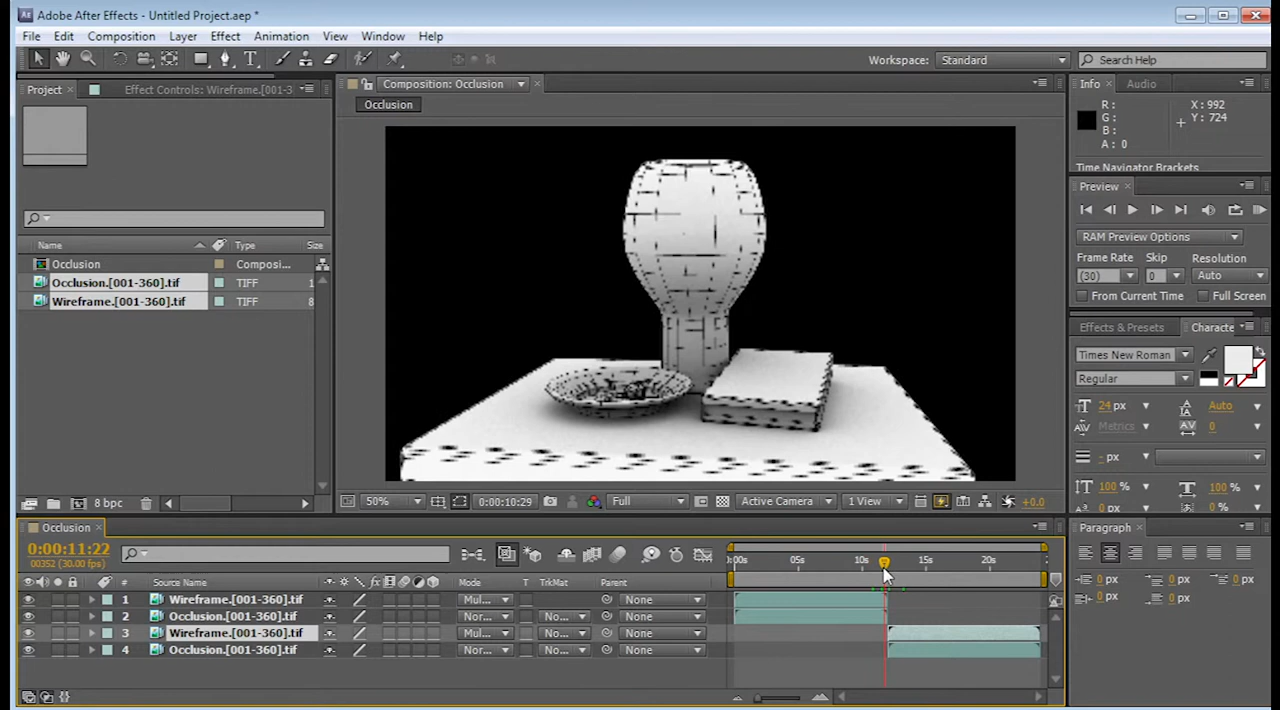 Adobe After Effects - Untitled Project.aep *
File Edit Composition Layer Effect Animation View Window Help
Workspace: Standard Search Help
Project Effect Controls: Wireframe.[001-3
Composition: Occlusion
Info Audio
Occlusion
R : X : 992
G : Y : 724
B :
A : 0
Time Navigator Brackets
Preview
RAM Preview Options
Frame Rate Skip Resolution
(30) 0 Auto
From Current Time Full Screen
Name Type Size
Occlusion Composi...
Occlusion.[001-360].tif TIFF 1
Wireframe.[001-360].tif TIFF 8
Effects & Presets Characte
Times New Roman
Regular
24 px Auto
Metrics 0
- px
100 % 100 %
0 px 0 %
8 bpc
50% 0:00:10:29 Full Active Camera 1 View +0.0
Occlusion
Paragraph
0:00:11:22
00352 (30.00 fps)
0:00s 05s 10s 15s 20s
# Source Name Mode T TrkMat Parent
1 Wireframe.[001-360].tif Mul... None
2 Occlusion.[001-360].tif Nor... No... None
3 Wireframe.[001-360].tif Mul... No... None
4 Occlusion.[001-360].tif Nor... No... None
0 px 0 px 0 px
0 px 0 px